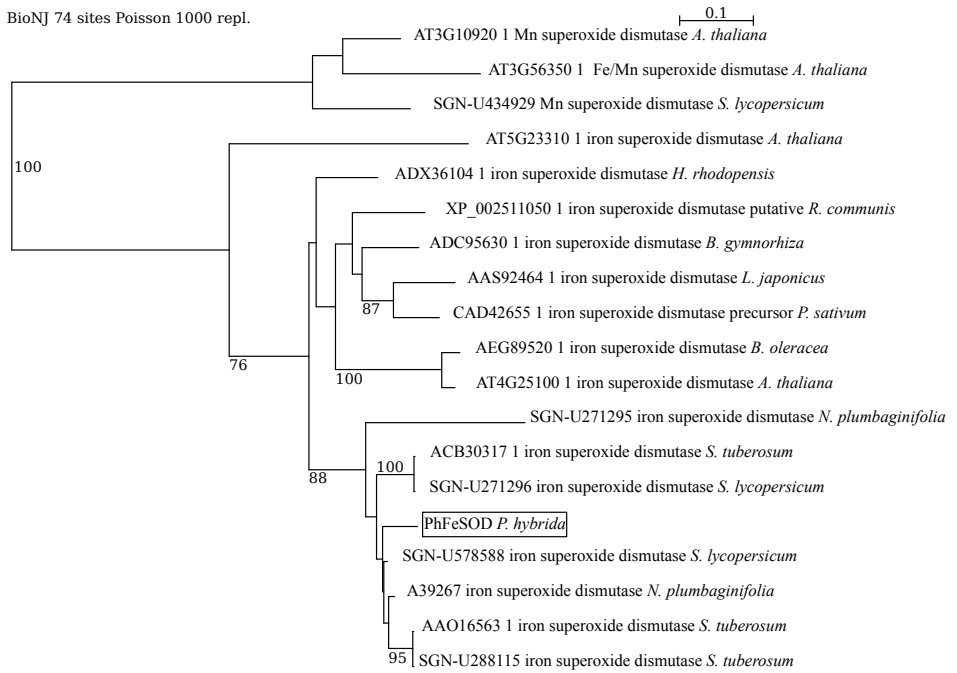 BioNJ 74 sites Poisson 1000 repl.
0.1
AT3G10920 1 Mn superoxide dismutase A. thaliana
AT3G56350 1 Fe/Mn superoxide dismutase A. thaliana
SGN-U434929 Mn superoxide dismutase S. lycopersicum
AT5G23310 1 iron superoxide dismutase A. thaliana
100
ADX36104 1 iron superoxide dismutase H. rhodopensis
XP_002511050 1 iron superoxide dismutase putative R. communis
ADC95630 1 iron superoxide dismutase B. gymnorhiza
AAS92464 1 iron superoxide dismutase L. japonicus
87
CAD42655 1 iron superoxide dismutase precursor P. sativum
AEG89520 1 iron superoxide dismutase B. oleracea
76
100
AT4G25100 1 iron superoxide dismutase A. thaliana
SGN-U271295 iron superoxide dismutase N. plumbaginifolia
ACB30317 1 iron superoxide dismutase S. tuberosum
100
88
SGN-U271296 iron superoxide dismutase S. lycopersicum
PhFeSOD P. hybrida
SGN-U578588 iron superoxide dismutase S. lycopersicum
A39267 iron superoxide dismutase N. plumbaginifolia
AAO16563 1 iron superoxide dismutase S. tuberosum
95
SGN-U288115 iron superoxide dismutase S. tuberosum